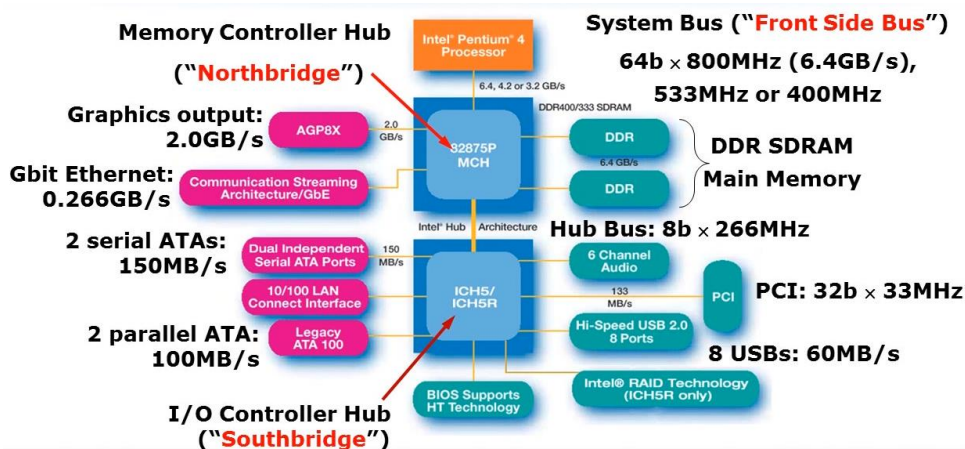 Memory Controller Hub
(“Northbridge”)
Intel® Pentium® 4
Processor
System Bus (“Front Side Bus”)
64b × 800MHz (6.4GB/s),
533MHz or 400MHz
6.4, 4.2 or 3.2 GB/s
DDR400/333 SDRAM
Graphics output:
2.0GB/s
AGP8X
2.0
GB/s
82875P
MCH
DDR
6.4 GB/s
DDR
DDR SDRAM
Main Memory
Gbit Ethernet:
0.266GB/s
Communication Streaming
Architecture/GbE
Intel® Hub
Architecture
Hub Bus: 8b × 266MHz
2 serial ATAs:
150MB/s
Dual Independent
Serial ATA Ports
150
MB/s
6 Channel
Audio
10/100 LAN
Connect Interface
ICH5/
ICH5R
133
MB/s
PCI
PCI: 32b × 33MHz
2 parallel ATA:
100MB/s
Legacy
ATA 100
Hi-Speed USB 2.0
8 Ports
8 USBs: 60MB/s
BIOS Supports
HT Technology
Intel® RAID Technology
(ICH5R only)
I/O Controller Hub
(“Southbridge”)